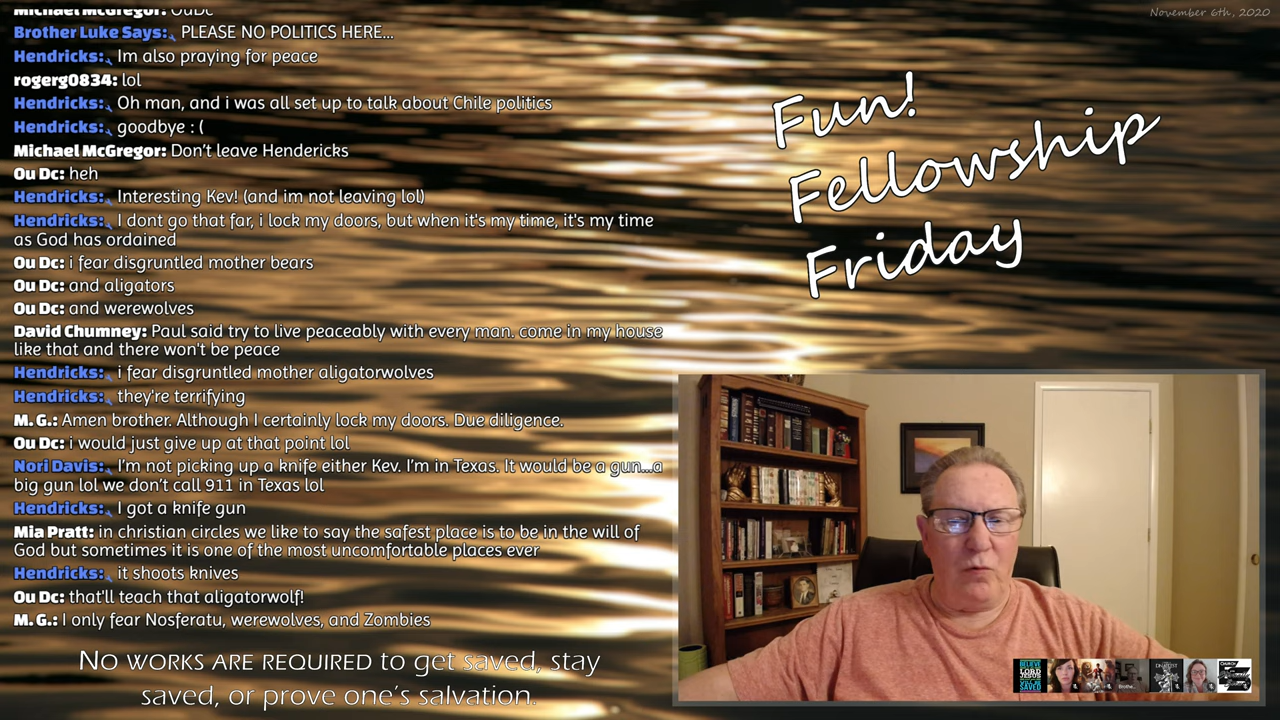 Michael McGregor: OuDc
November 6th, 2020
Brother Luke Says: PLEASE NO POLITICS HERE...
Hendricks: Im also praying for peace
rogerg0834: lol
Hendricks: Oh man, and i was all set up to talk about Chile politics
Hendricks: goodbye : (
Michael McGregor: Don't leave Hendericks
Ou Dc: heh
Hendricks: Interesting Kev! (and im not leaving lol)
Hendricks: I dont go that far, i lock my doors, but when it's my time, it's my time
as God has ordained
Ou Dc: i fear disgruntled mother bears
Ou Dc: and aligators
Ou Dc: and werewolves
David Chumney: Paul said try to live peaceably with every man. come in my house
like that and there won't be peace
Hendricks: i fear disgruntled mother aligatorwolves
Hendricks: they're terrifying
M. G.: Amen brother. Although I certainly lock my doors. Due diligence.
Ou Dc: i would just give up at that point lol
Nori Davis: I'm not picking up a knife either Kev. I'm in Texas. It would be a gun...a
big gun lol we don't call 911 in Texas lol
Hendricks: I got a knife gun
Mia Pratt: in christian circles we like to say the safest place is to be in the will of
God but sometimes it is one of the most uncomfortable places ever
Hendricks: it shoots knives
Ou Dc: that'll teach that aligatorwolf!
M. G.: I only fear Nosferatu, werewolves, and Zombies
No works are required to get saved, stay
saved, or prove one's salvation.
Fun!
Fellowship
Friday
BELIEVE
LORD
JESUS
SAVED
Brothe...
CHURCH